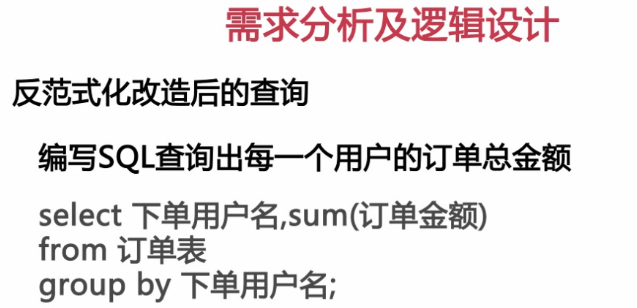 需求分析及逻辑设计
反范式化改造后的查询
编写SQL查询出每一个用户的订单总金额
select 下单用户名,sum(订单金额)
from 订单表
group by 下单用户名;